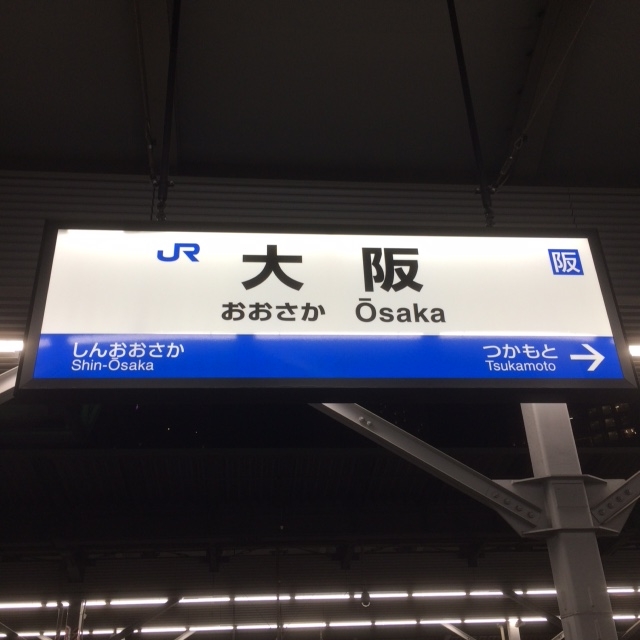 JR 大阪 阪
おおさか Ōsaka
しんおおさか つかもと →
Shin-Ōsaka Tsukamoto